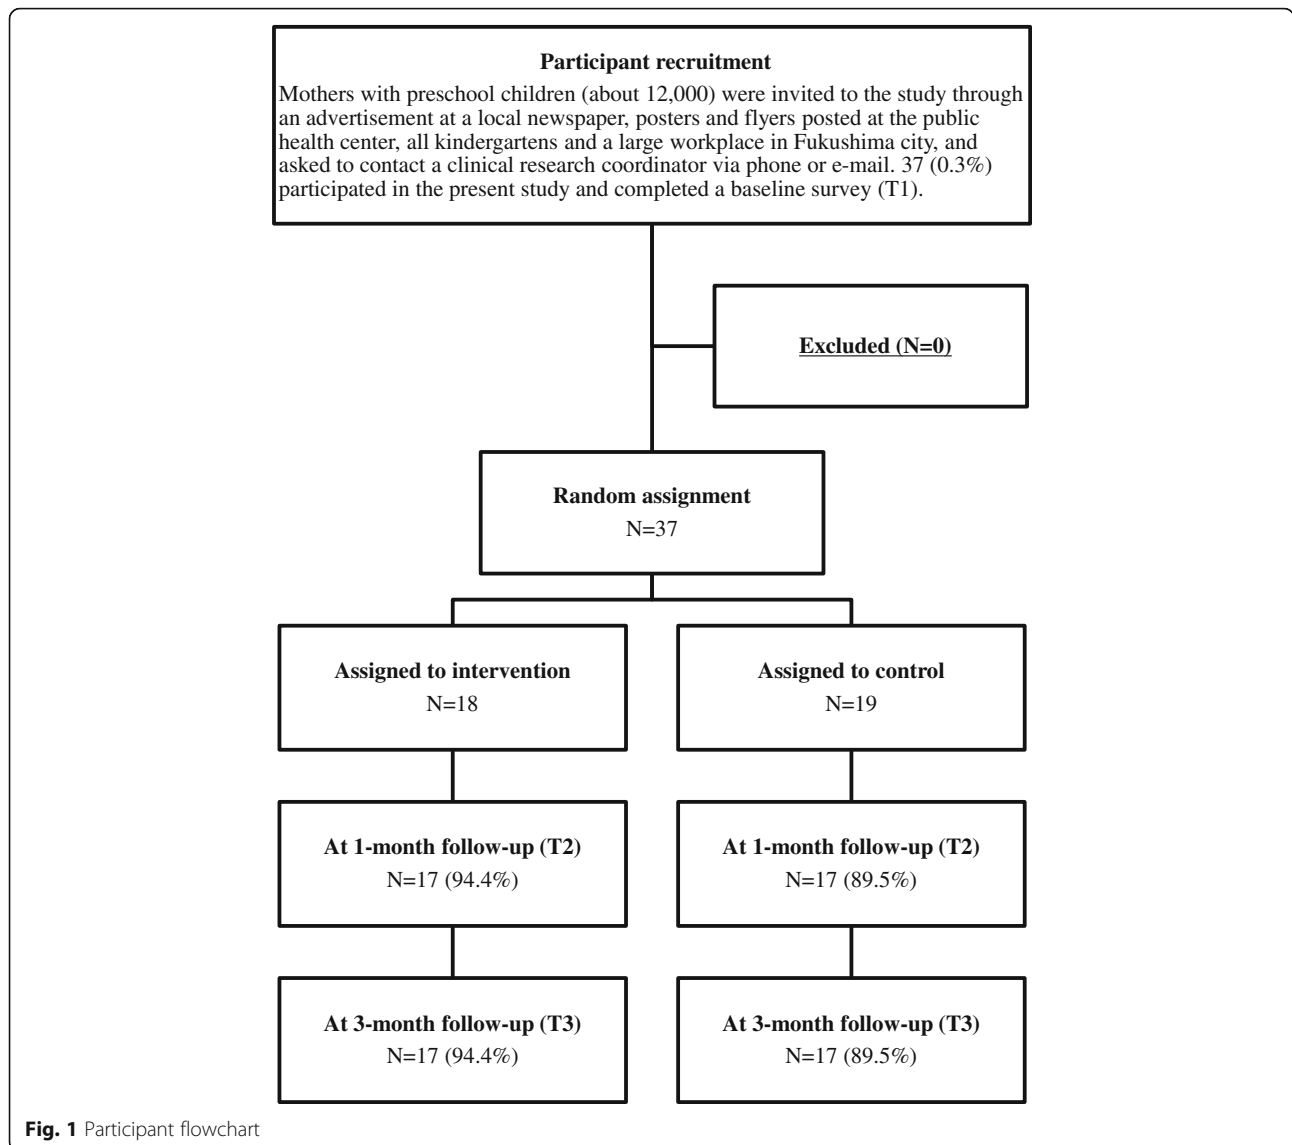 Participant recruitment
Mothers with preschool children (about 12,000) were invited to the study through
an advertisement at a local newspaper, posters and flyers posted at the public
health center, all kindergartens and a large workplace in Fukushima city, and
asked to contact a clinical research coordinator via phone or e-mail. 37 (0.3%)
participated in the present study and completed a baseline survey (T1).
Excluded (N=0)
Random assignment
N=37
Assigned to intervention
N=18
Assigned to control
N=19
At 1-month follow-up (T2)
N=17 (94.4%)
At 1-month follow-up (T2)
N=17 (89.5%)
At 3-month follow-up (T3)
N=17 (94.4%)
At 3-month follow-up (T3)
N=17 (89.5%)
Fig. 1 Participant flowchart